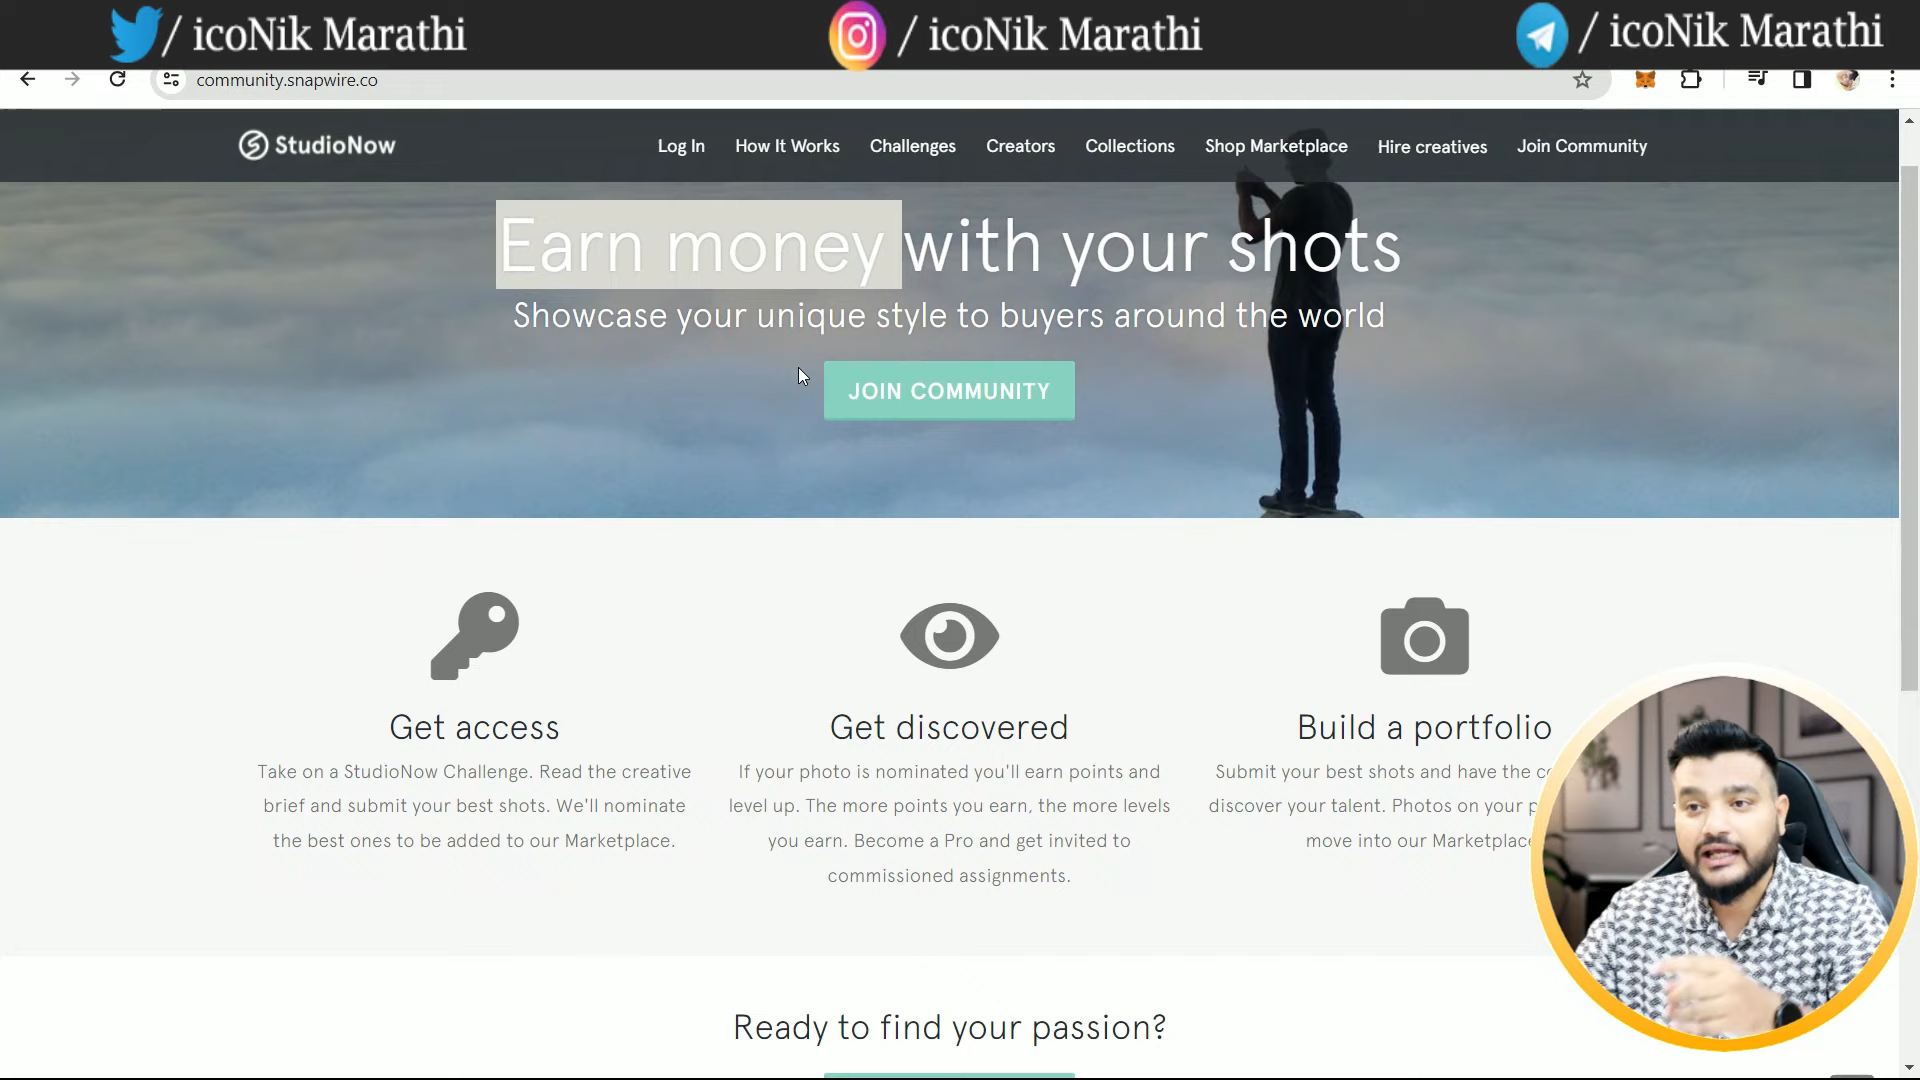 / icoNik Marathi
/ icoNik Marathi
/ icoNik Marathi
community.snapwire.co
StudioNow
Log In
How It Works
Challenges
Creators
Collections
Shop Marketplace
Hire creatives
Join Community
Earn money with your shots
Showcase your unique style to buyers around the world
JOIN COMMUNITY
Get access
Take on a StudioNow Challenge. Read the creative
brief and submit your best shots. We'll nominate
the best ones to be added to our Marketplace.
Get discovered
If your photo is nominated you'll earn points and
level up. The more points you earn, the more levels
you earn. Become a Pro and get invited to
commissioned assignments.
Build a portfolio
Submit your best shots and have the
discover your talent. Photos on your
move into our Marketplace
Ready to find your passion?